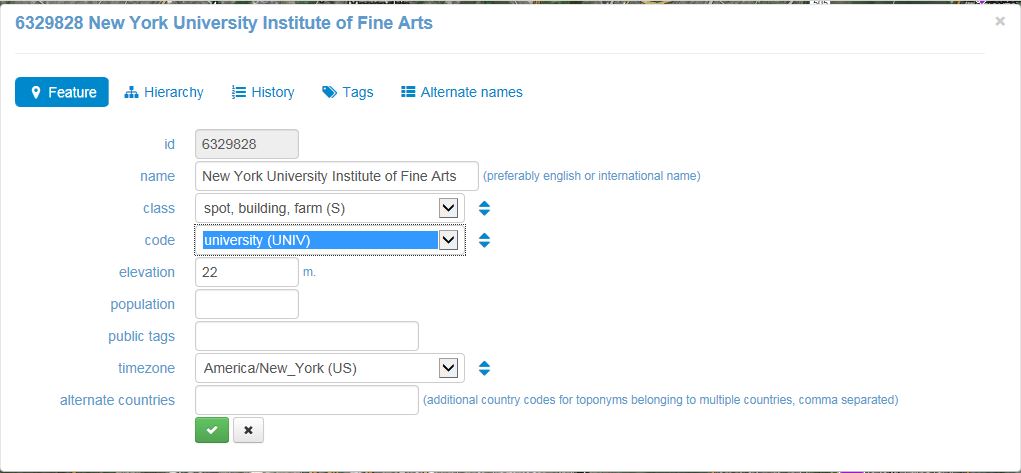 6329828 New York University Institute of Fine Arts
Feature Hierarchy History Tags Alternate names
id 6329828
name New York University Institute of Fine Arts (preferably english or international name)
class spot, building, farm (S)
code university (UNIV)
elevation 22 m.
population
public tags
timezone America/New_York (US)
alternate countries (additional country codes for toponyms belonging to multiple countries, comma separated)